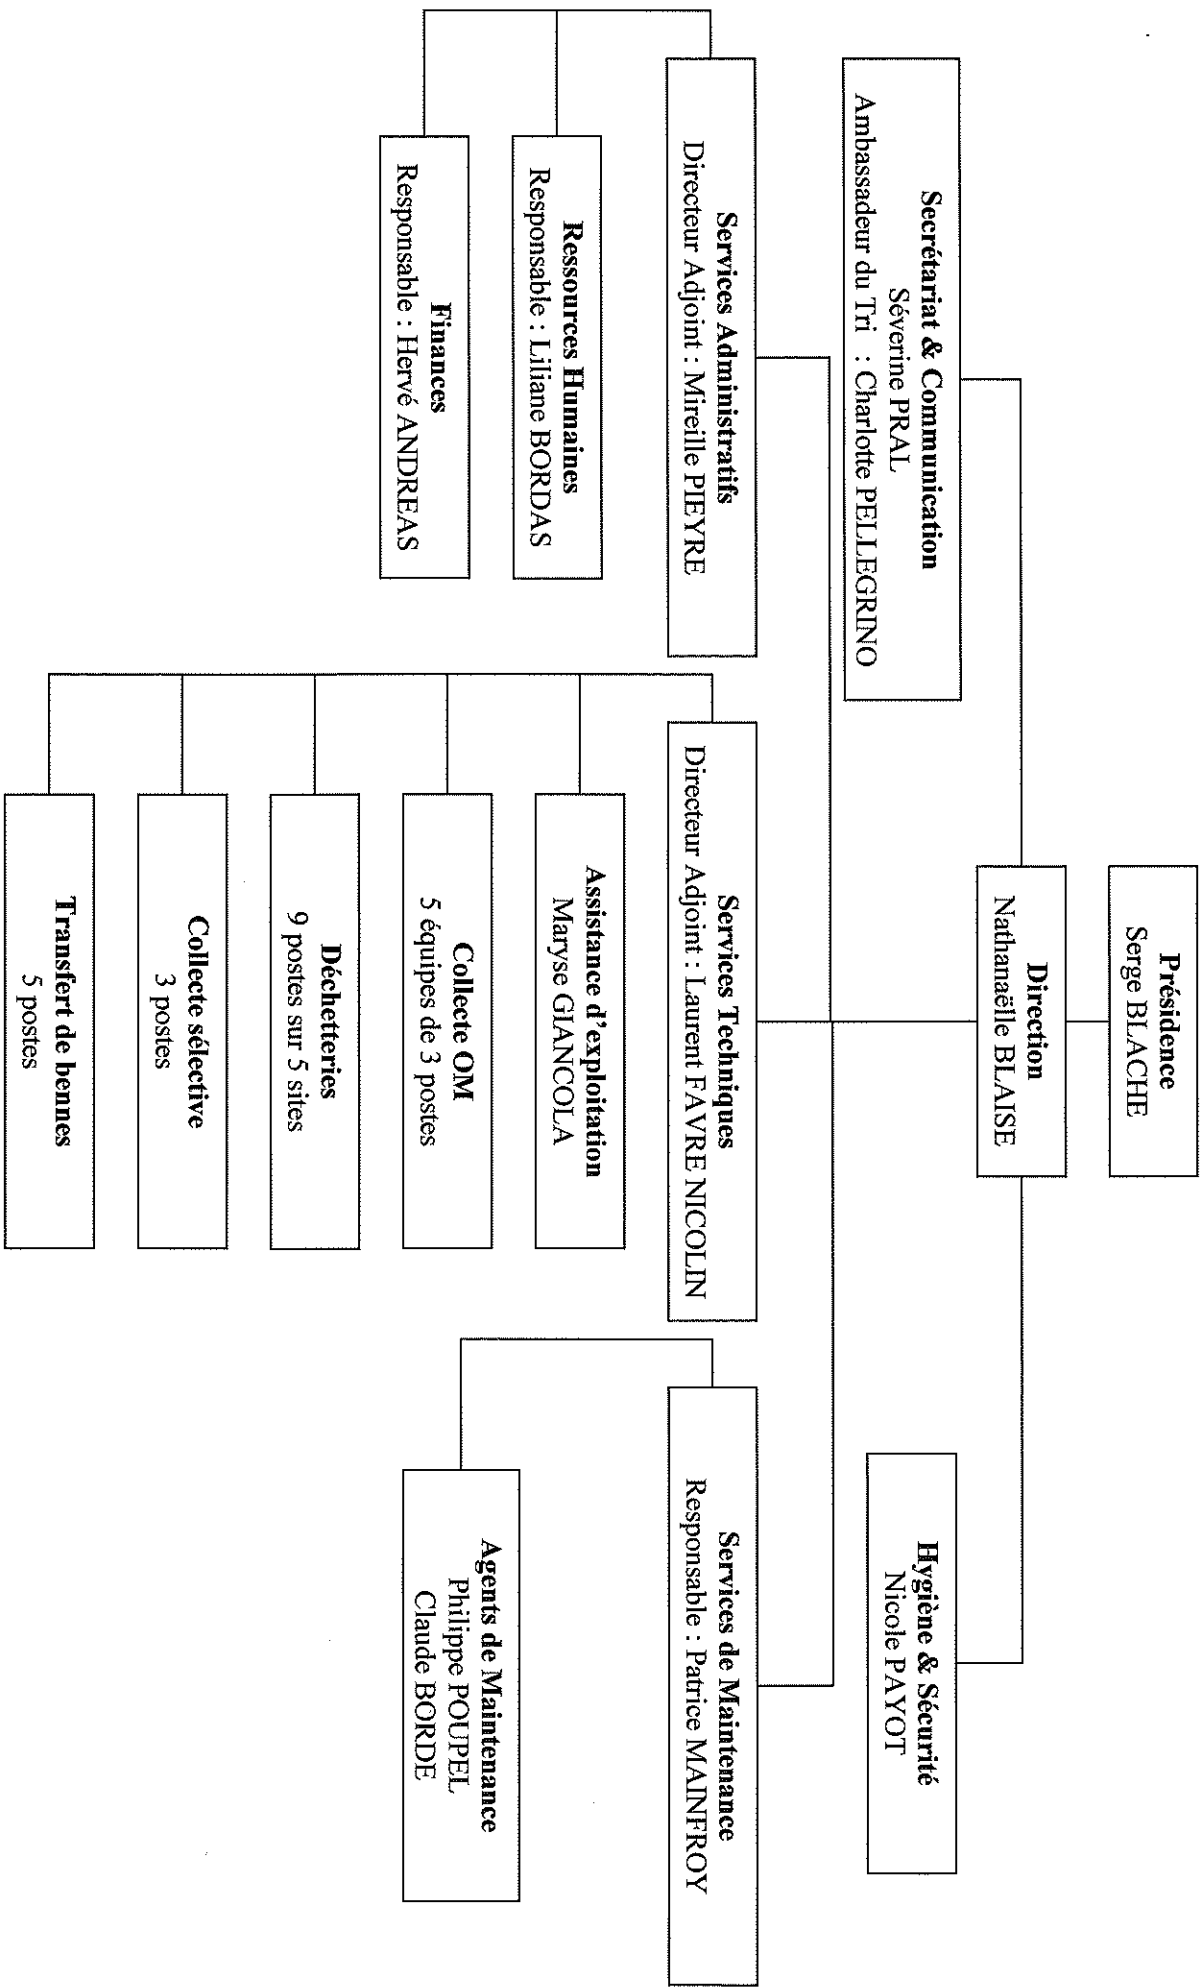 Présidence
Serge BLACHE
Direction
Nathanaëlle BLAISE
Secrétariat & Communication
Séverine PRAL
Ambassadeur du Tri : Charlotte PELLEGRINO
Hygiène & Sécurité
Nicole PAYOT
Services Administratifs
Directeur Adjoint : Mireille PIEYRE
Ressources Humaines
Responsable : Liliane BORDAS
Finances
Responsable : Hervé ANDREAS
Services Techniques
Directeur Adjoint : Laurent FAVRE NICOLIN
Assistance d'exploitation
Maryse GIANCOLA
Collecte OM
5 équipes de 3 postes
Déchetteries
9 postes sur 5 sites
Collecte sélective
3 postes
Transfert de bennes
5 postes
Services de Maintenance
Responsable : Patrice MAINFROY
Agents de Maintenance
Philippe POUPEL
Claude BORDE